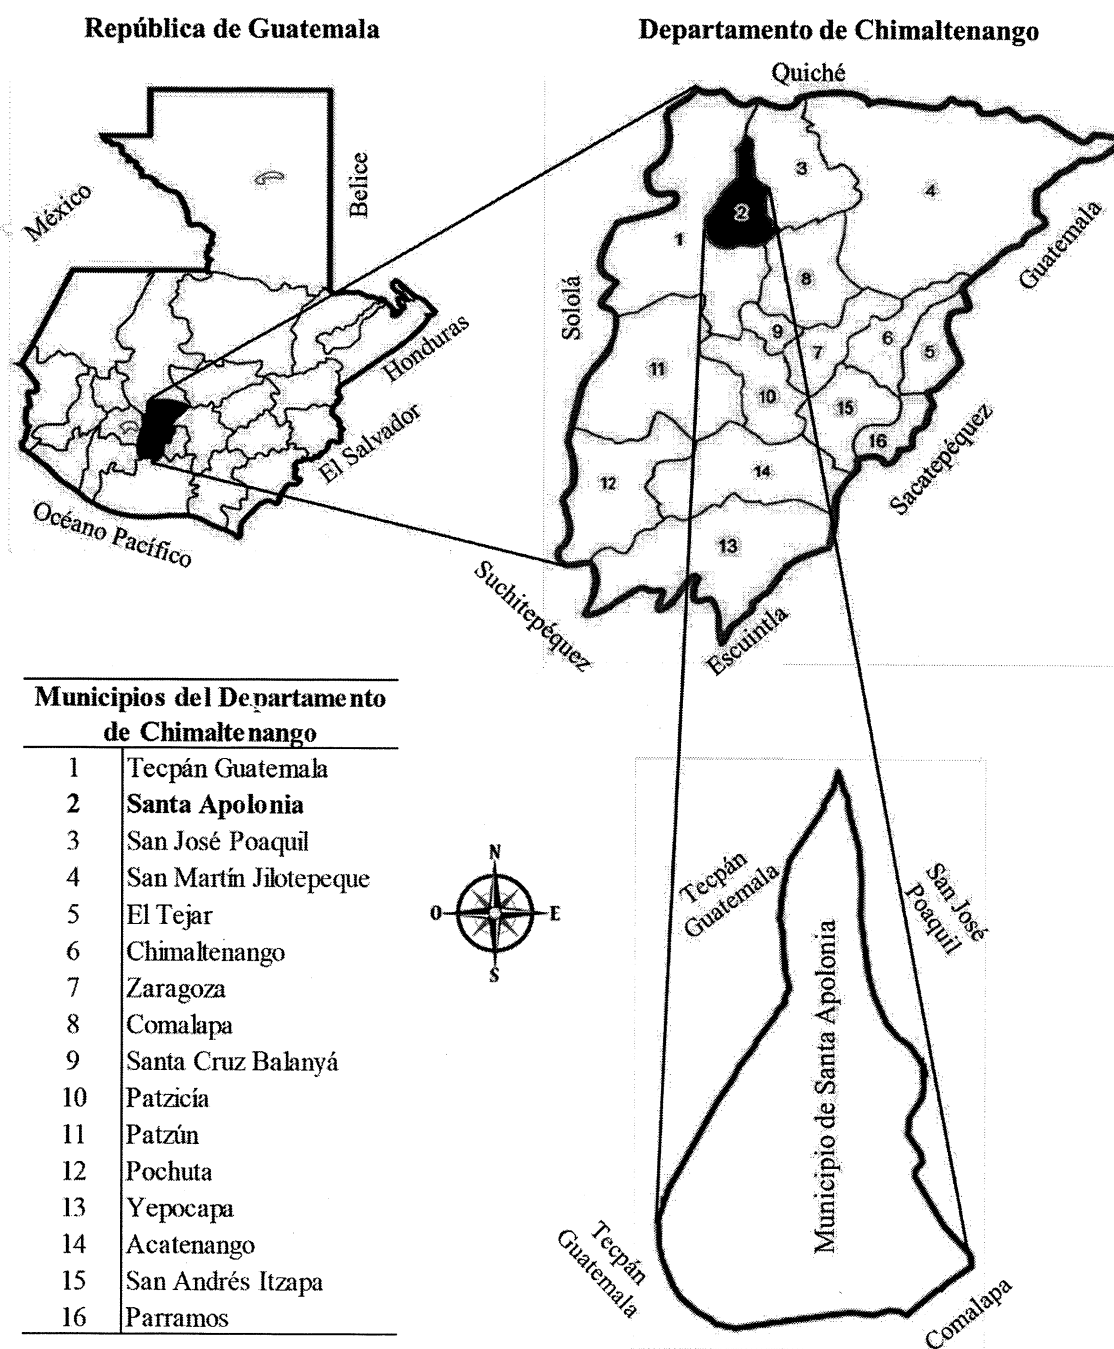 República de Guatemala
Departamento de Chimaltenango
México
Belice
Honduras
El Salvador
Océano Pacífico
Quiché
Guatemala
Sololá
Sacatepéquez
Suchitepéquez
Escuintla
1
2
3
4
5
6
7
8
9
10
11
12
13
14
15
16
Municipios del Departamento
de Chimaltenango
1 Tecpán Guatemala
2 Santa Apolonia
3 San José Poaquil
4 San Martín Jilotepeque
5 El Tejar
6 Chimaltenango
7 Zaragoza
8 Comalapa
9 Santa Cruz Balanyá
10 Patzicía
11 Patzún
12 Pochuta
13 Yepocapa
14 Acatenango
15 San Andrés Itzapa
16 Parramos
N
O
E
S
Tecpán
Guatemala
San José
Poaquil
Municipio de Santa Apolonia
Tecpán
Guatemala
Comalapa